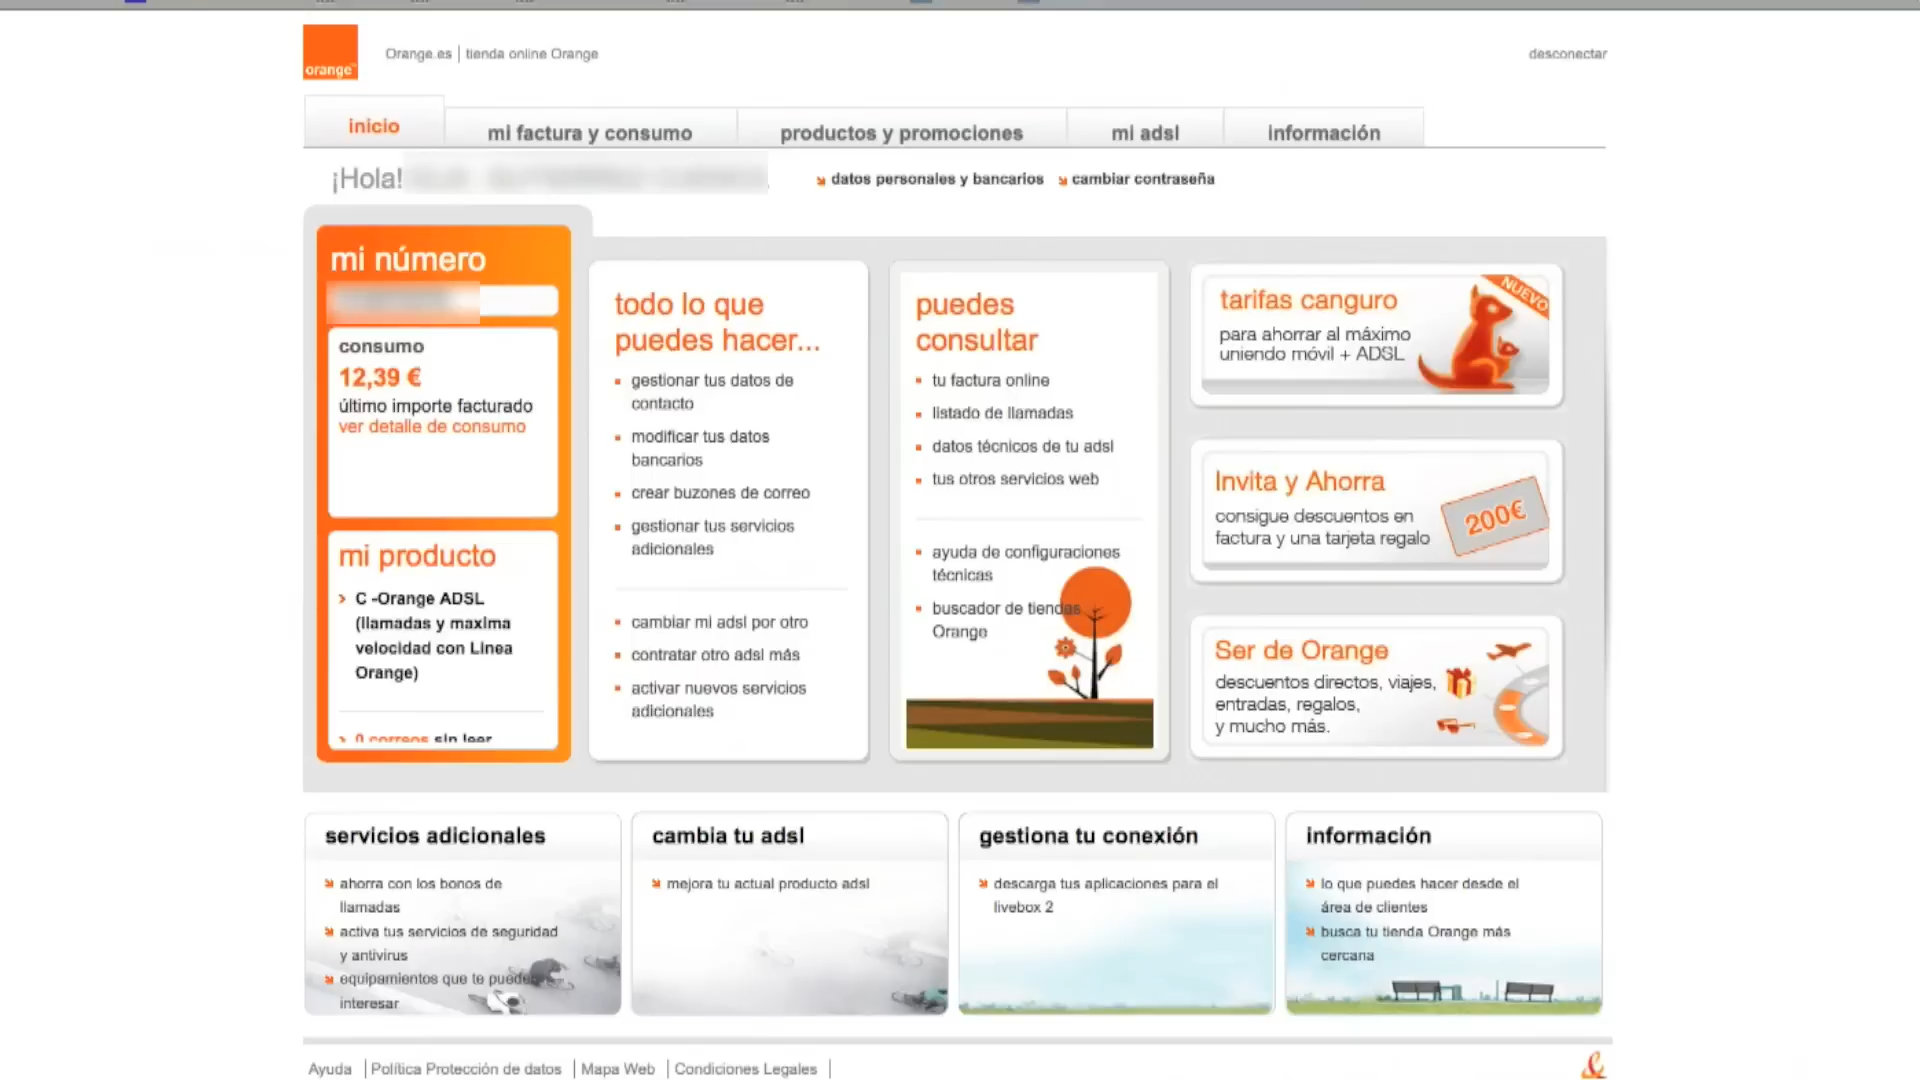 orange™
Orange.es | tienda online Orange
desconectar
inicio
mi factura y consumo
productos y promociones
mi adsl
información
¡Hola!
datos personales y bancarios
cambiar contraseña
mi número
consumo
12,39 €
último importe facturado
ver detalle de consumo
mi producto
C -Orange ADSL
(llamadas y maxima
velocidad con Linea
Orange)
0 correos sin leer
todo lo que
puedes hacer...
gestionar tus datos de
contacto
modificar tus datos
bancarios
crear buzones de correo
gestionar tus servicios
adicionales
cambiar mi adsl por otro
contratar otro adsl más
activar nuevos servicios
adicionales
puedes
consultar
tu factura online
listado de llamadas
datos técnicos de tu adsl
tus otros servicios web
ayuda de configuraciones
técnicas
buscador de tiendas
Orange
tarifas canguro
para ahorrar al máximo
uniendo móvil + ADSL
NUEVO
Invita y Ahorra
consigue descuentos en
factura y una tarjeta regalo
200€
Ser de Orange
descuentos directos, viajes,
entradas, regalos,
y mucho más.
servicios adicionales
ahorra con los bonos de
llamadas
activa tus servicios de seguridad
y antivirus
equipamientos que te pueden
interesar
cambia tu adsl
mejora tu actual producto adsl
gestiona tu conexión
descarga tus aplicaciones para el
livebox 2
información
lo que puedes hacer desde el
área de clientes
busca tu tienda Orange más
cercana
Ayuda | Política Protección de datos | Mapa Web | Condiciones Legales |